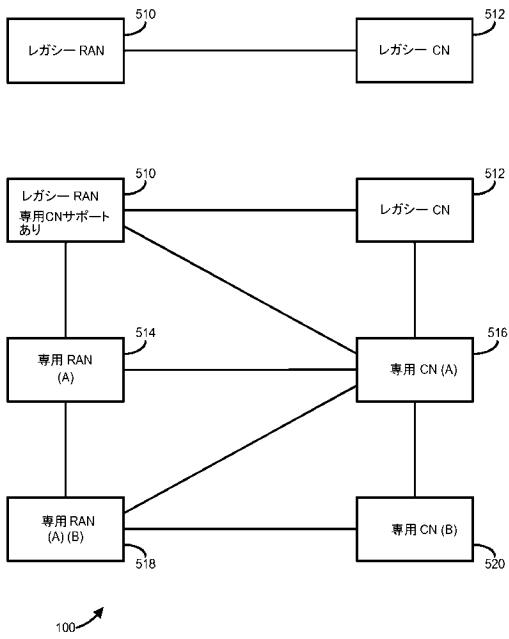 510
512
レガシー RAN
レガシー CN
510
512
レガシー RAN
専用CNサポート
あり
レガシー CN
514
516
専用 RAN
(A)
専用 CN (A)
専用 RAN
(A) (B)
専用 CN (B)
518
520
100